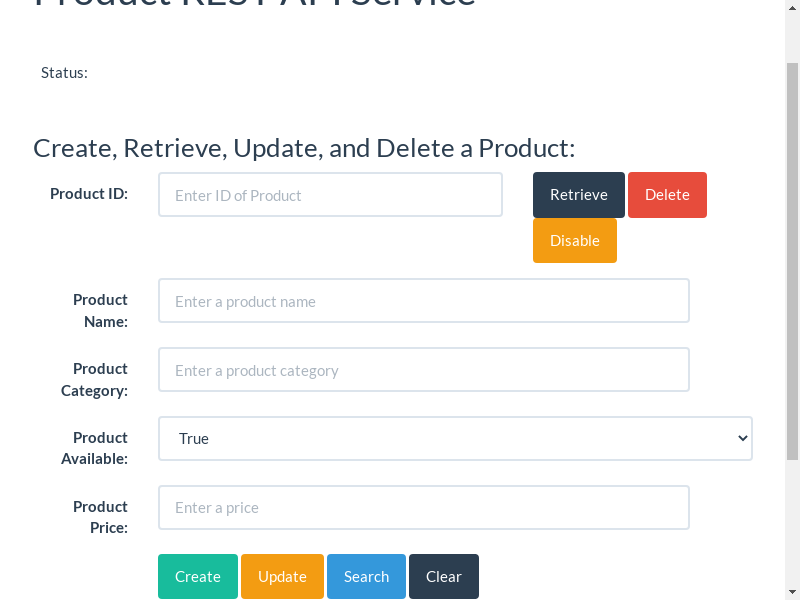 Product REST API Service
Status:
Create, Retrieve, Update, and Delete a Product:
Product ID:
Enter ID of Product
Retrieve
Delete
Disable
Product
Name:
Enter a product name
Product
Category:
Enter a product category
Product
Available:
True
Product
Price:
Enter a price
Create
Update
Search
Clear